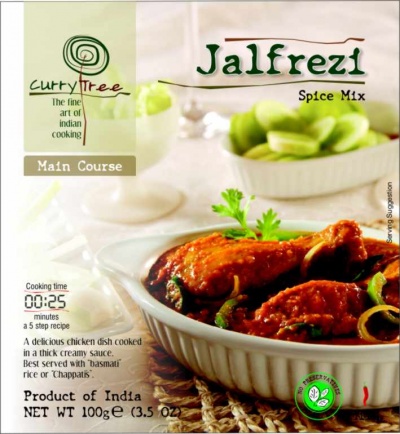 Jalfrezi
Spice Mix
curry Tree
The fine
art of
indian
cooking
Main Course
Serving Suggestion
Cooking time
00:25
minutes
a 5 step recipe
A delicious chicken dish cooked
in a thick creamy sauce.
Best served with "basmati"
rice or "Chappatis".
Product of India
NET WT 100g e (3.5 OZ)
NO PRESERVATIVES